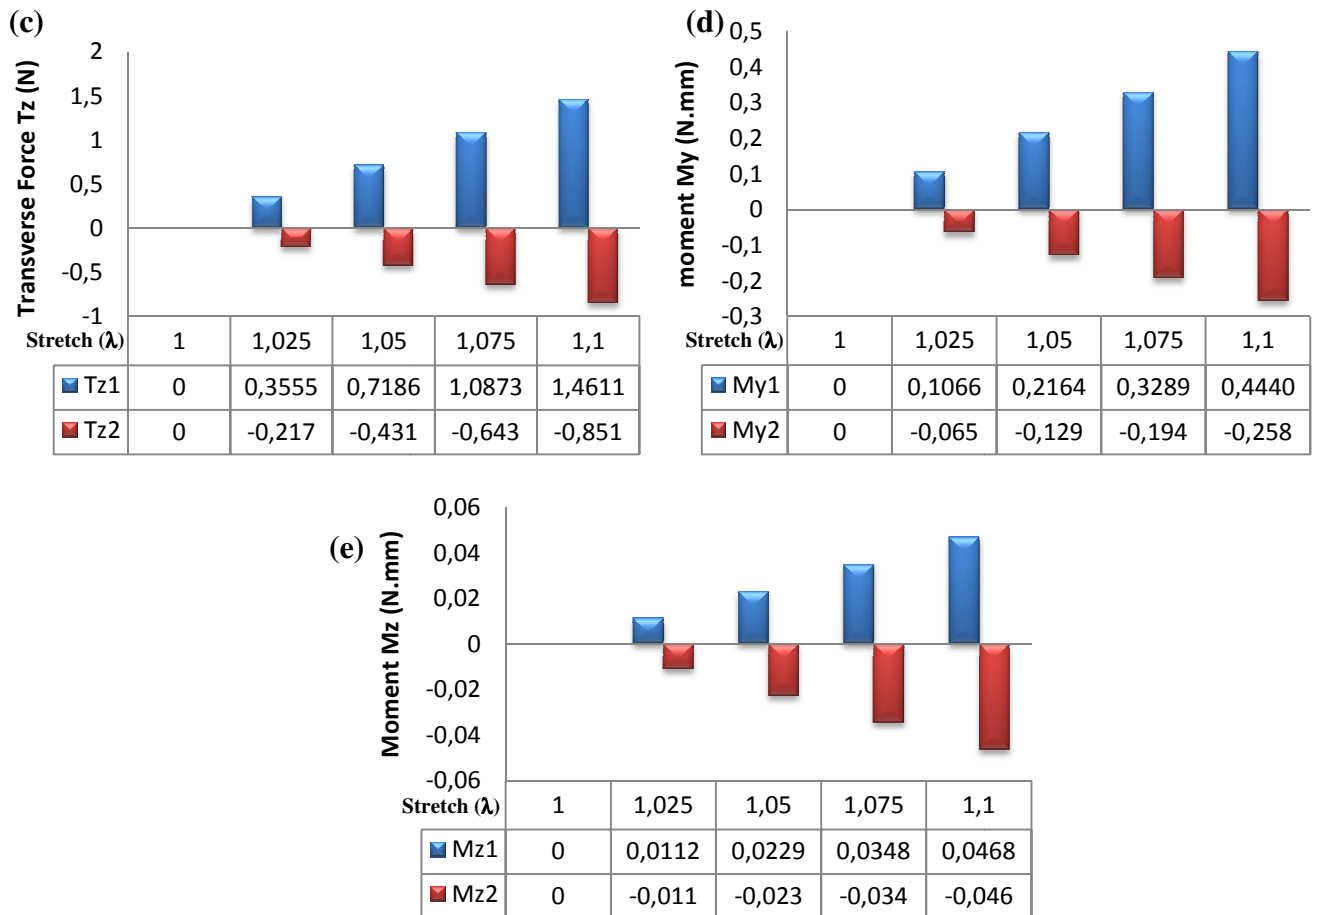 (c)
Transverse Force Tz (N)
2
1,5
1
0,5
0
-0,5
-1
Stretch (λ) 1 1,025 1,05 1,075 1,1
Tz1 0 0,3555 0,7186 1,0873 1,4611
Tz2 0 -0,217 -0,431 -0,643 -0,851
(d)
moment My (N.mm)
0,5
0,4
0,3
0,2
0,1
0
-0,1
-0,2
-0,3
Stretch (λ) 1 1,025 1,05 1,075 1,1
My1 0 0,1066 0,2164 0,3289 0,4440
My2 0 -0,065 -0,129 -0,194 -0,258
(e)
Moment Mz (N.mm)
0,06
0,04
0,02
0
-0,02
-0,04
-0,06
Stretch (λ) 1 1,025 1,05 1,075 1,1
Mz1 0 0,0112 0,0229 0,0348 0,0468
Mz2 0 -0,011 -0,023 -0,034 -0,046